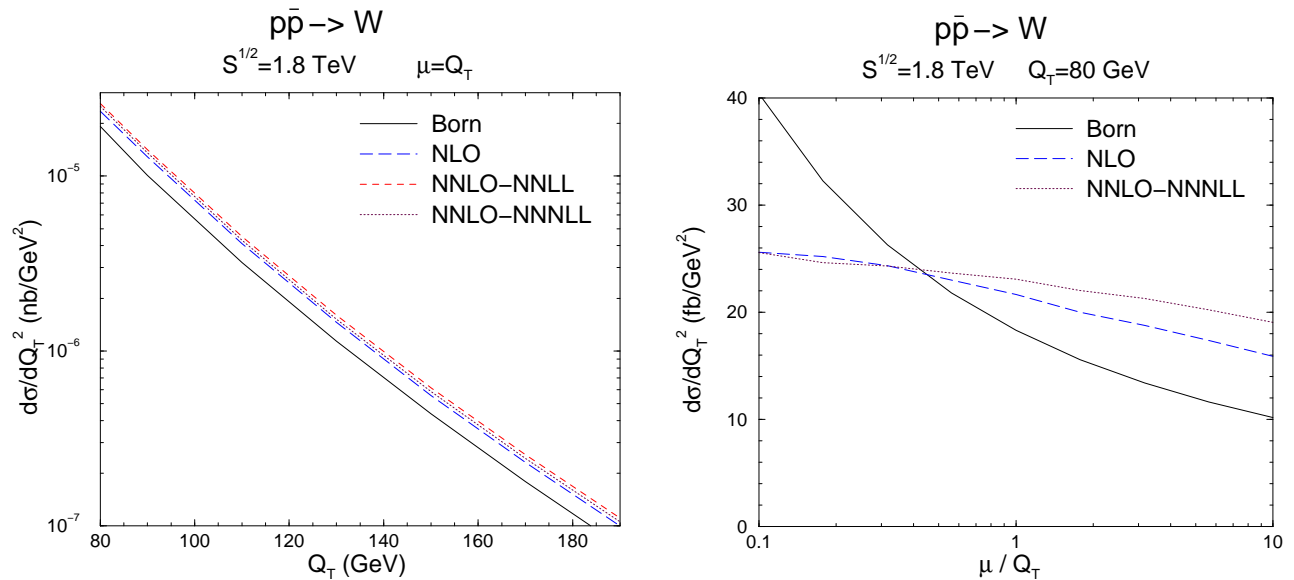 pp̄−> W
S^{1/2}=1.8 TeV μ=Q_T
Born
NLO
NNLO−NNLL
NNLO−NNNLL
10^{−5}
10^{−6}
10^{−7}
dσ/dQ_T^2 (nb/GeV^2)
80 100 120 140 160 180
Q_T (GeV)
pp̄−> W
S^{1/2}=1.8 TeV Q_T=80 GeV
Born
NLO
NNLO−NNNLL
40
30
20
10
0
dσ/dQ_T^2 (fb/GeV^2)
0.1 1 10
μ / Q_T